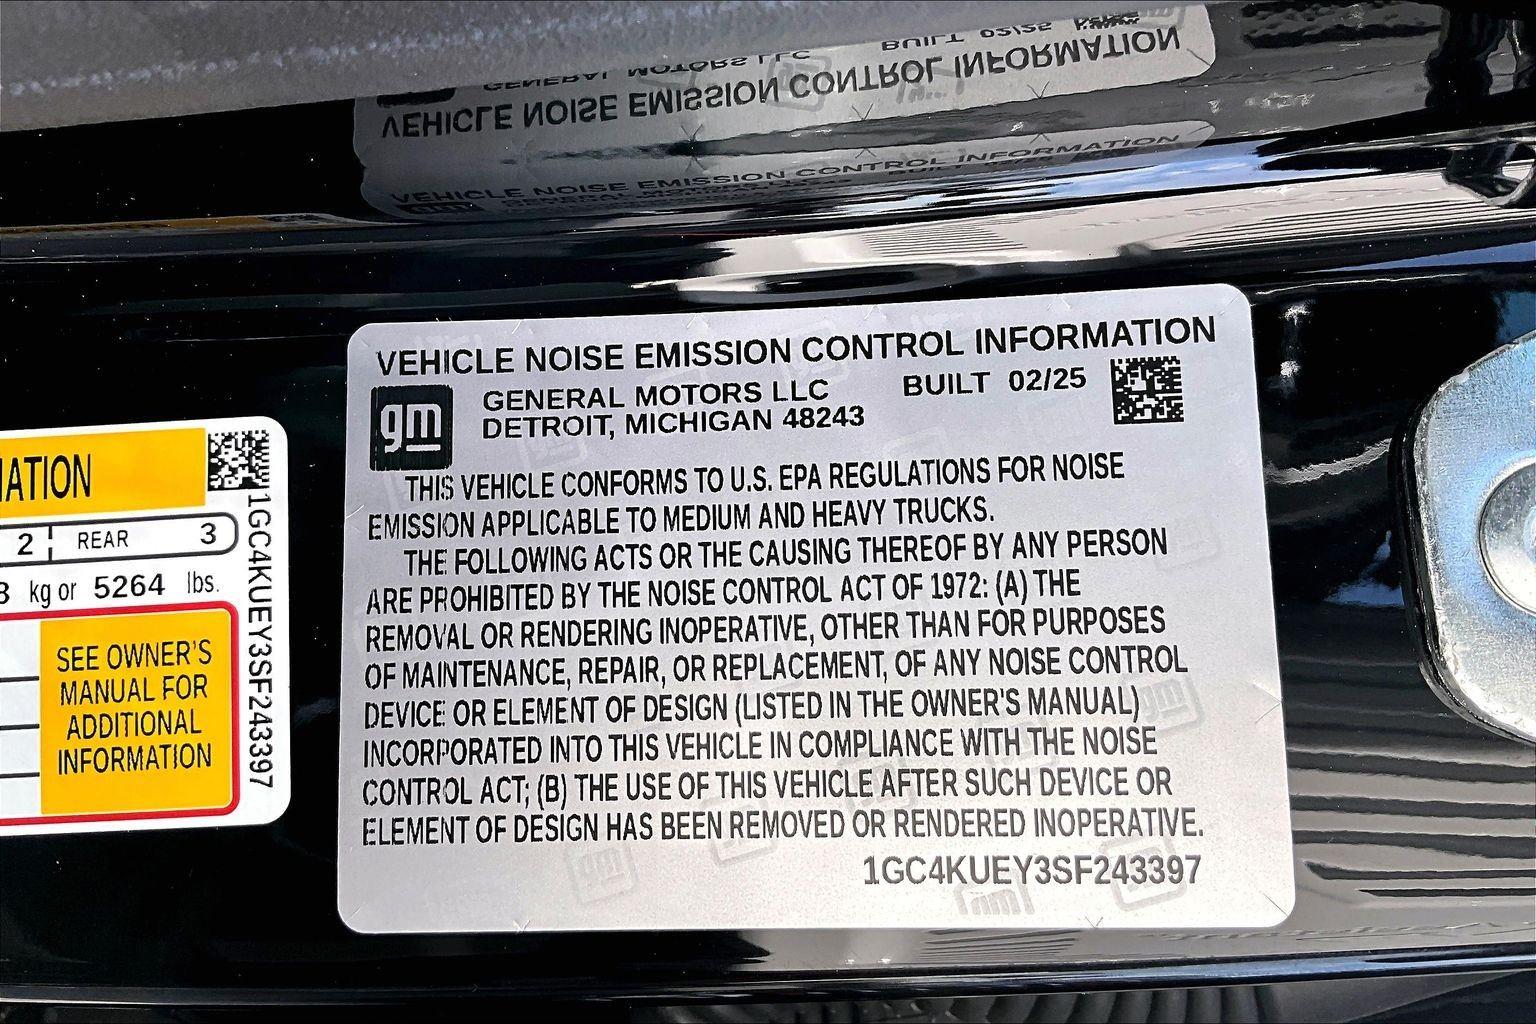 VEHICLE NOISE EMISSION CONTROL INFORMATION
gm
GENERAL MOTORS LLC
DETROIT, MICHIGAN 48243
BUILT 02/25
THIS VEHICLE CONFORMS TO U.S. EPA REGULATIONS FOR NOISE
EMISSION APPLICABLE TO MEDIUM AND HEAVY TRUCKS.
THE FOLLOWING ACTS OR THE CAUSING THEREOF BY ANY PERSON
ARE PROHIBITED BY THE NOISE CONTROL ACT OF 1972: (A) THE
REMOVAL OR RENDERING INOPERATIVE, OTHER THAN FOR PURPOSES
OF MAINTENANCE, REPAIR, OR REPLACEMENT, OF ANY NOISE CONTROL
DEVICE OR ELEMENT OF DESIGN (LISTED IN THE OWNER'S MANUAL)
INCORPORATED INTO THIS VEHICLE IN COMPLIANCE WITH THE NOISE
CONTROL ACT; (B) THE USE OF THIS VEHICLE AFTER SUCH DEVICE OR
ELEMENT OF DESIGN HAS BEEN REMOVED OR RENDERED INOPERATIVE.
1GC4KUEY3SF243397
MATION
2 REAR 3
kg or 5264 lbs.
SEE OWNER'S
MANUAL FOR
ADDITIONAL
INFORMATION
1GC4KUEY3SF243397